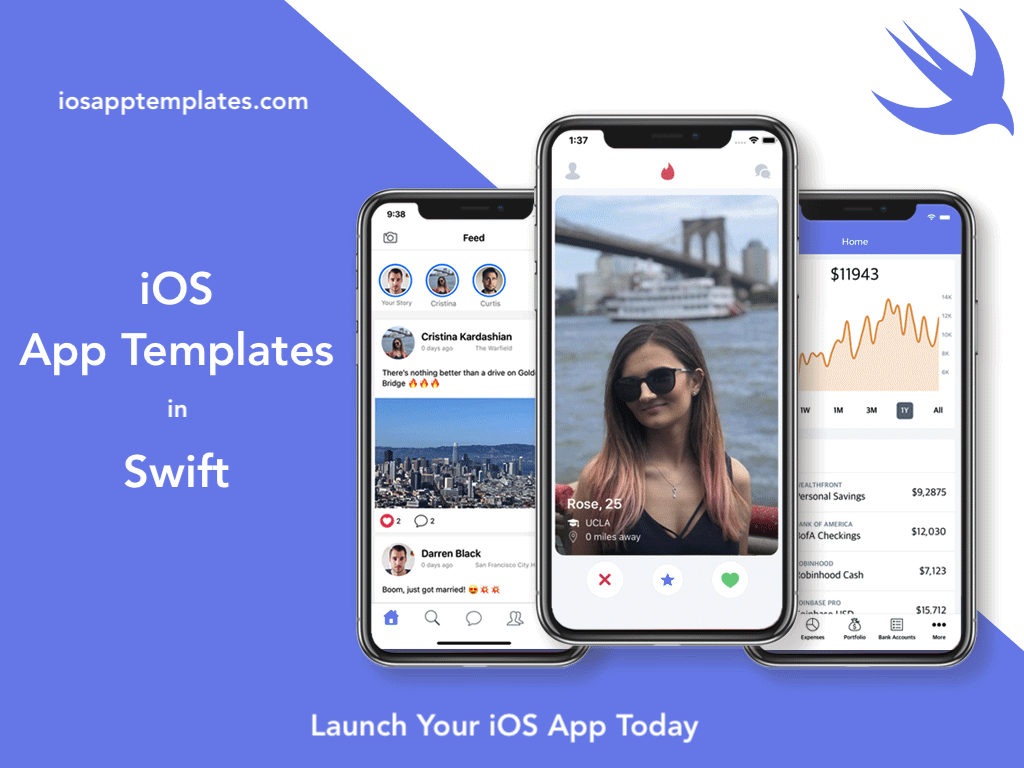 iosapptemplates.com
iOS
App Templates
in
Swift
9:38
Feed
Your Story
Cristina
Curtis
Cristina Kardashian
0 days ago The Warfield
There's nothing better than a drive on Gold
Bridge 🔥🔥🔥
2 2
Darren Black
0 days ago San Francisco City H
Boom, just got married! 😍 💥 💥
1:37
Rose, 25
UCLA
0 miles away
Home
$11943
14K
12K
10K
8K
6K
1W 1M 3M 1Y All
EALTHFRONT
Personal Savings $9,2875
ANK OF AMERICA
BofA Checkings $12,030
OBINHOOD
Robinhood Cash $7,123
OINBASE PRO
Coinbase USD $15,712
Expenses Portfolio Bank Accounts More
Launch Your iOS App Today